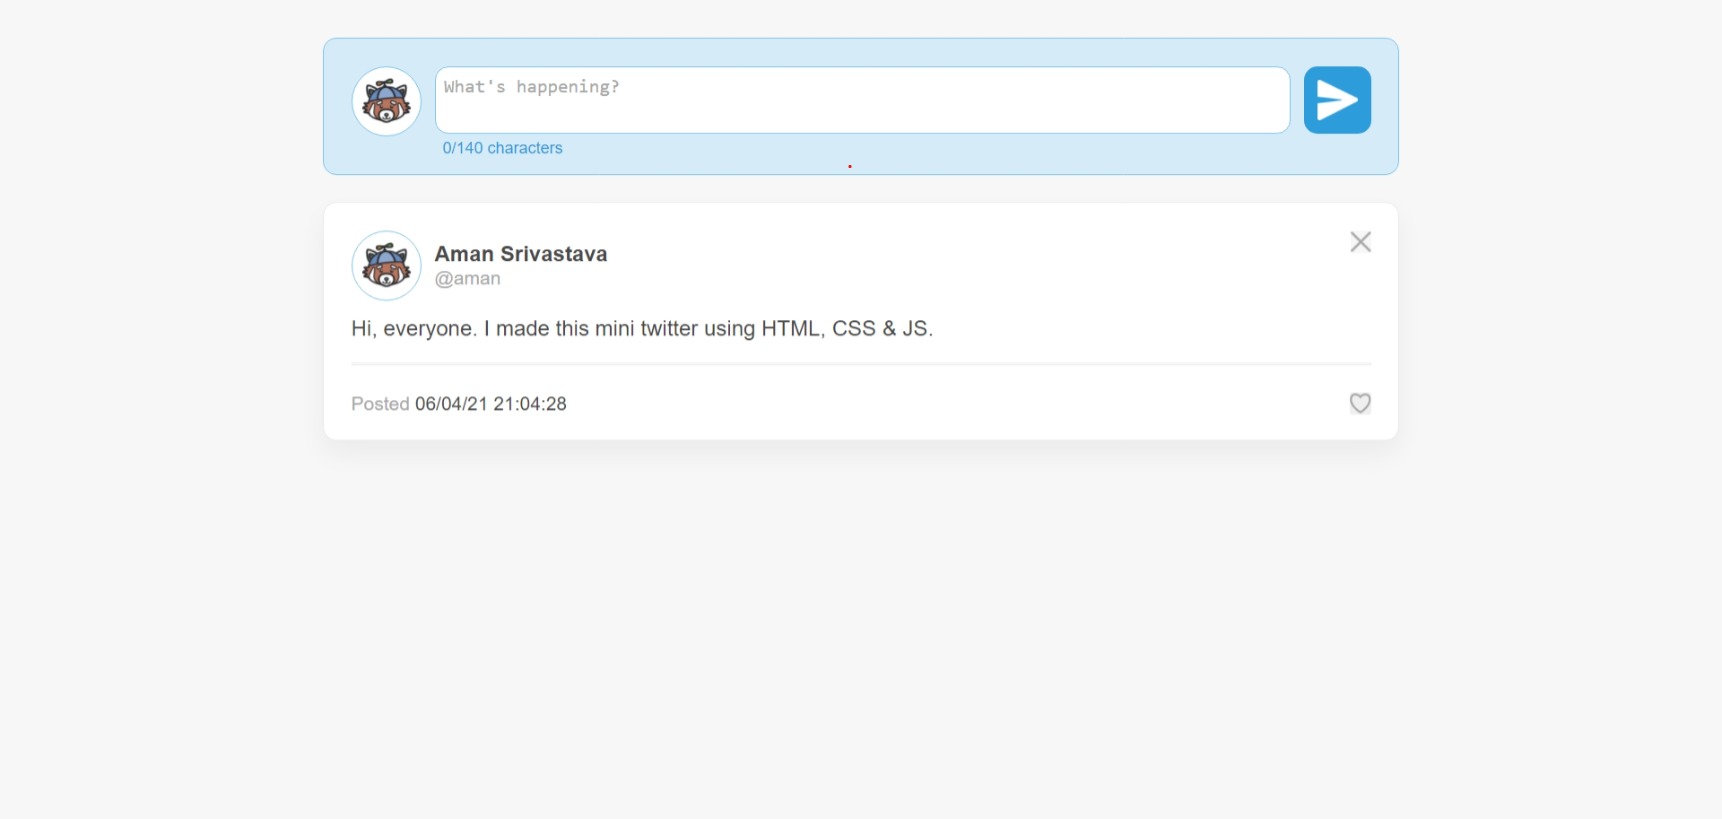 What's happening?
0/140 characters
Aman Srivastava
@aman
Hi, everyone. I made this mini twitter using HTML, CSS & JS.
Posted 06/04/21 21:04:28